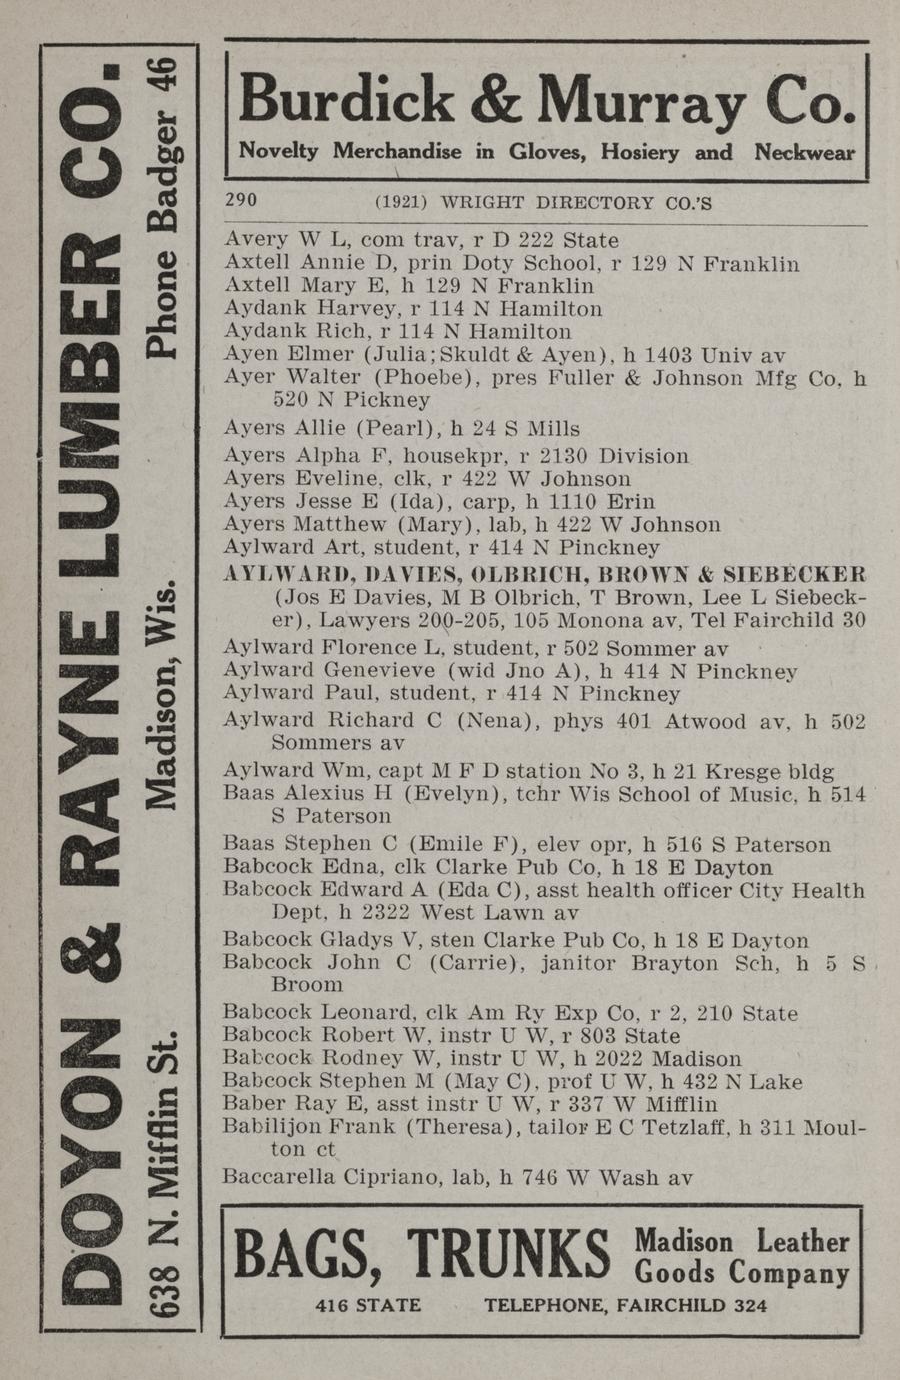 DOYON & RAYNE LUMBER CO.
638 N. Mifflin St. Madison, Wis. Phone Badger 46
Burdick & Murray Co.
Novelty Merchandise in Gloves, Hosiery and Neckwear
290 (1921) WRIGHT DIRECTORY CO.'S
Avery W L, com trav, r D 222 State
Axtell Annie D, prin Doty School, r 129 N Franklin
Axtell Mary E, h 129 N Franklin
Aydank Harvey, r 114 N Hamilton
Aydank Rich, r 114 N Hamilton
Ayen Elmer (Julia;Skuldt & Ayen), h 1403 Univ av
Ayer Walter (Phoebe), pres Fuller & Johnson Mfg Co, h
520 N Pickney
Ayers Allie (Pearl), h 24 S Mills
Ayers Alpha F, housekpr, r 2130 Division
Ayers Eveline, clk, r 422 W Johnson
Ayers Jesse E (Ida), carp, h 1110 Erin
Ayers Matthew (Mary), lab, h 422 W Johnson
Aylward Art, student, r 414 N Pinckney
AYLWARD, DAVIES, OLBRICH, BROWN & SIEBECKER
(Jos E Davies, M B Olbrich, T Brown, Lee L Siebeck-
er), Lawyers 200-205, 105 Monona av, Tel Fairchild 30
Aylward Florence L, student, r 502 Sommer av
Aylward Genevieve (wid Jno A), h 414 N Pinckney
Aylward Paul, student, r 414 N Pinckney
Aylward Richard C (Nena), phys 401 Atwood av, h 502
Sommers av
Aylward Wm, capt M F D station No 3, h 21 Kresge bldg
Baas Alexius H (Evelyn), tchr Wis School of Music, h 514
S Paterson
Baas Stephen C (Emile F), elev opr, h 516 S Paterson
Babcock Edna, clk Clarke Pub Co, h 18 E Dayton
Babcock Edward A (Eda C), asst health officer City Health
Dept, h 2322 West Lawn av
Babcock Gladys V, sten Clarke Pub Co, h 18 E Dayton
Babcock John C (Carrie), janitor Brayton Sch, h 5 S
Broom
Babcock Leonard, clk Am Ry Exp Co, r 2, 210 State
Babcock Robert W, instr U W, r 803 State
Babcock Rodney W, instr U W, h 2022 Madison
Babcock Stephen M (May C), prof U W, h 432 N Lake
Baber Ray E, asst instr U W, r 337 W Mifflin
Babilijon Frank (Theresa), tailor E C Tetzlaff, h 311 Moul-
ton ct
Baccarella Cipriano, lab, h 746 W Wash av
BAGS, TRUNKS Madison Leather
Goods Company
416 STATE TELEPHONE, FAIRCHILD 324